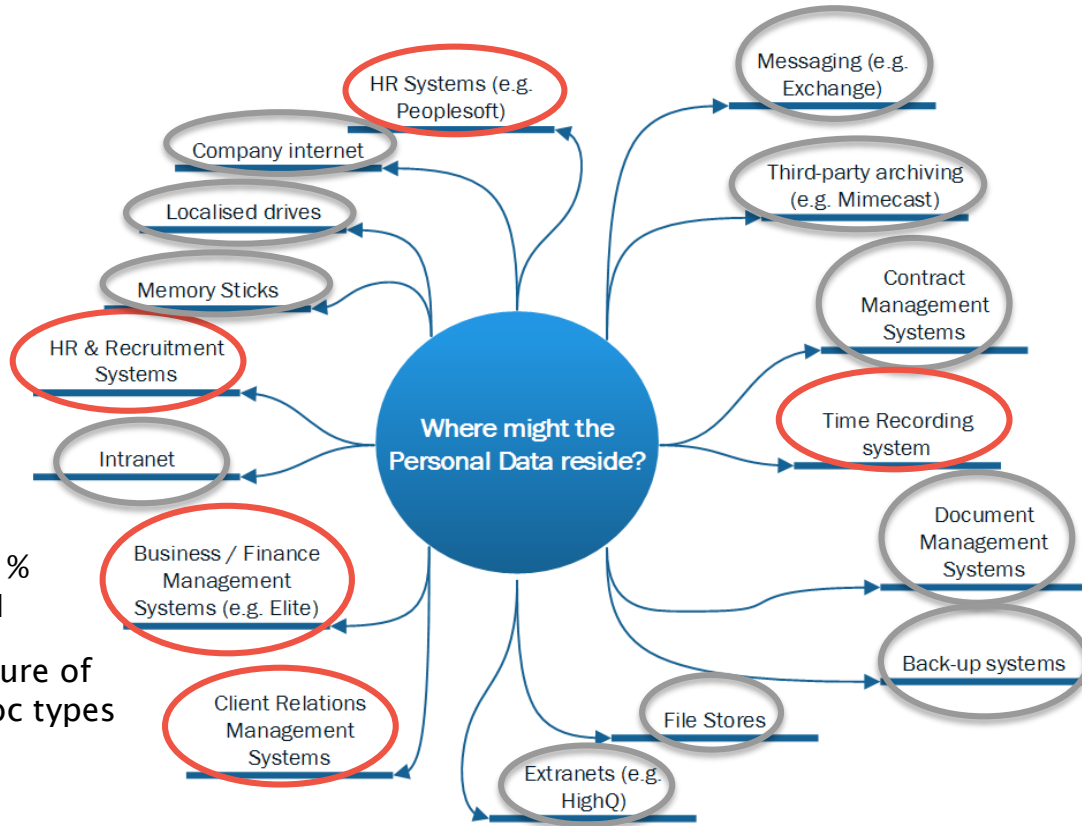 HR Systems (e.g.
Peoplesoft)
Messaging (e.g.
Exchange)
Company internet
Third-party archiving
(e.g. Mimecast)
Localised drives
Memory Sticks
Contract
Management
Systems
HR & Recruitment
Systems
Where might the
Personal Data reside?
Time Recording
system
Intranet
Document
Management
Systems
Business / Finance
Management
Systems (e.g. Elite)
%
ure of
oc types
Back-up systems
Client Relations
Management
Systems
File Stores
Extranets (e.g.
HighQ)